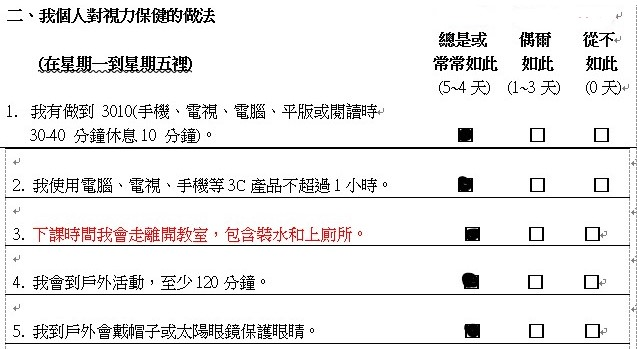 二、我個人對視力保健的做法
(在星期一到星期五裡)
總是或 偶爾 從不
常常如此 如此 如此
(5~4 天) (1~3 天) (0 天)
1. 我有做到 3010(手機、電視、電腦、平版或閱讀時
30-40 分鐘休息 10 分鐘)。 ■ □ □
2. 我使用電腦、電視、手機等 3C 產品不超過 1 小時。 ■ □ □
3. 下課時間我會走離開教室，包含裝水和上廁所。 ■ □ □
4. 我會到戶外活動，至少 120 分鐘。 ■ □ □
5. 我到戶外會戴帽子或太陽眼鏡保護眼睛。 ■ □ □